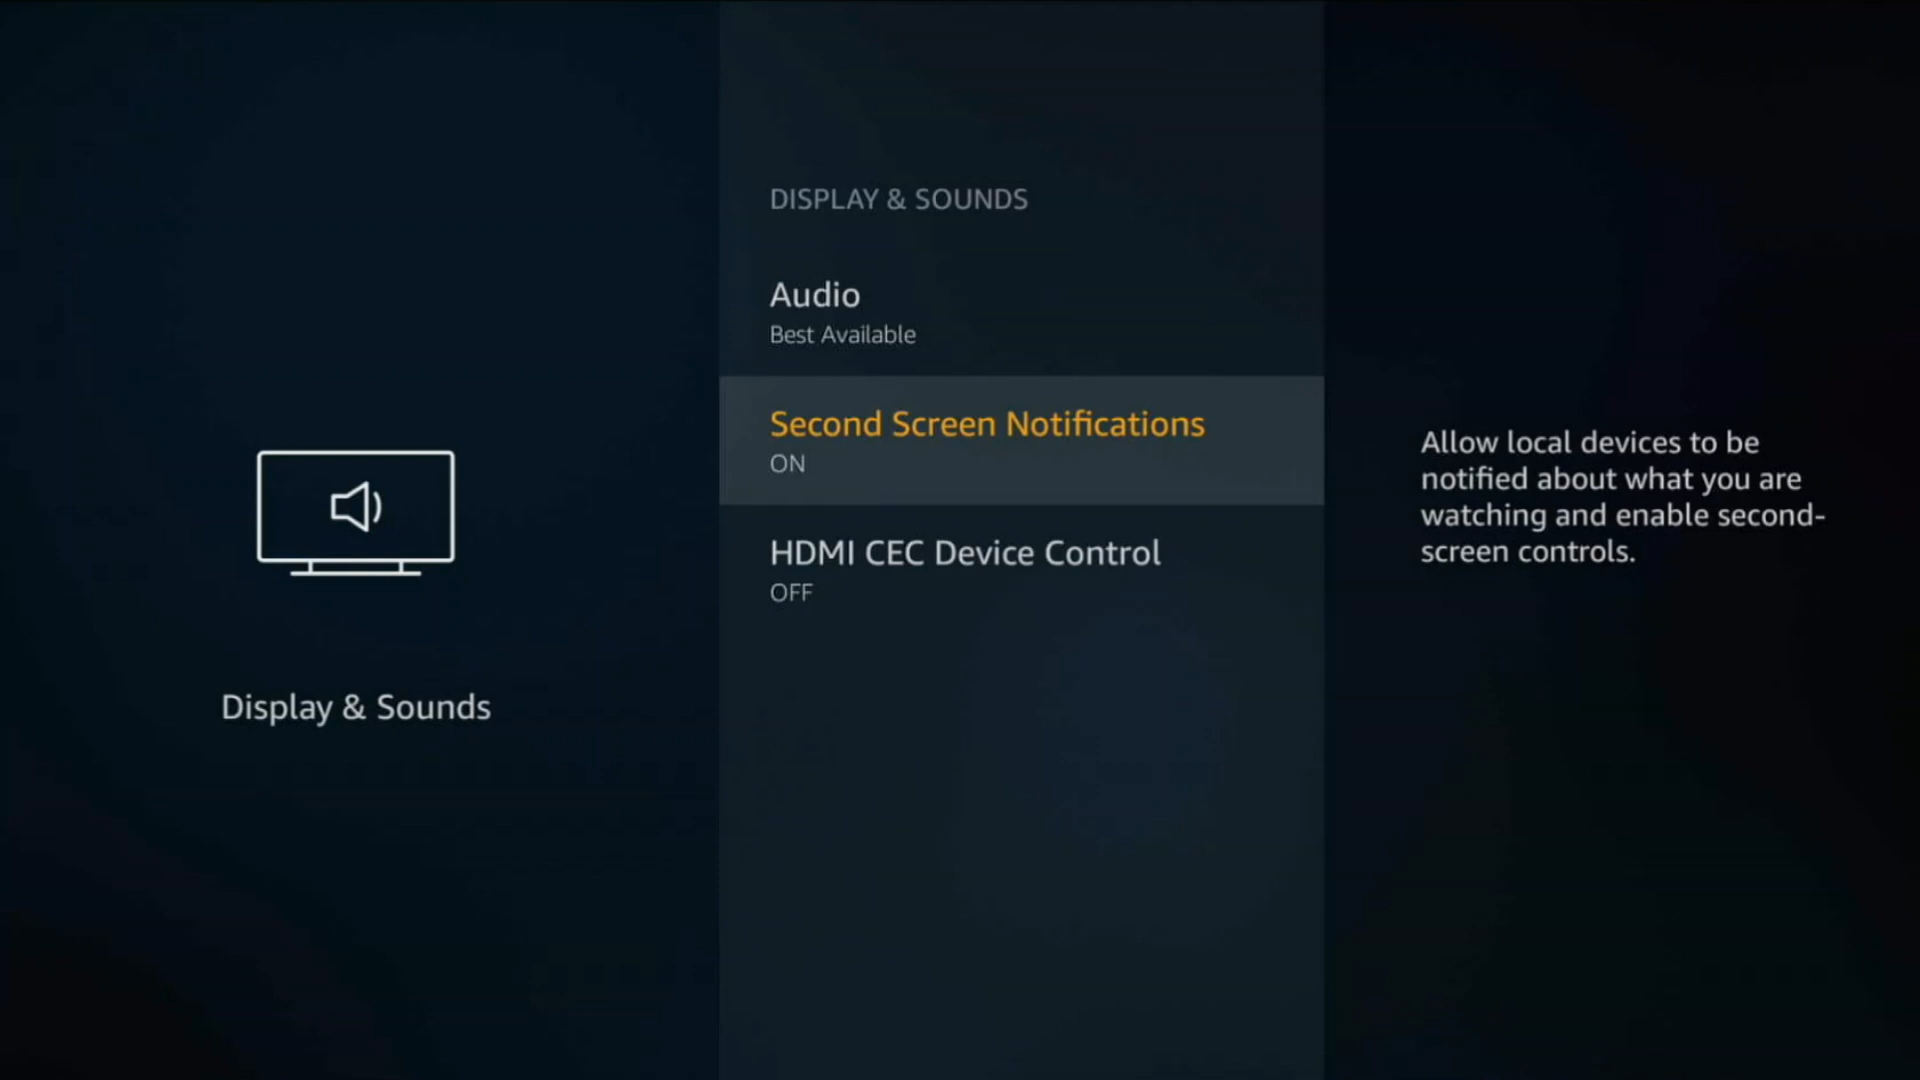 DISPLAY & SOUNDS
Audio
Best Available
Second Screen Notifications
ON
HDMI CEC Device Control
OFF
Display & Sounds
Allow local devices to be
notified about what you are
watching and enable second-
screen controls.